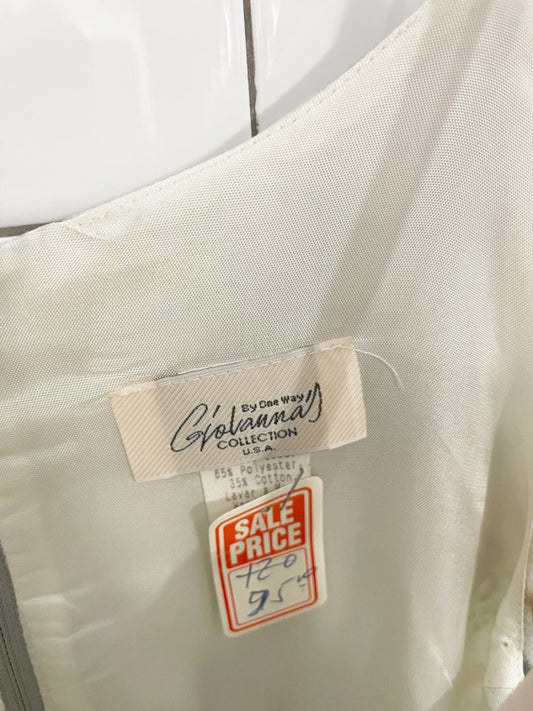 By One Way
Giovanna's
COLLECTION
U.S.A.
65% Polyester
35% Cotton
SALE
PRICE
120
95